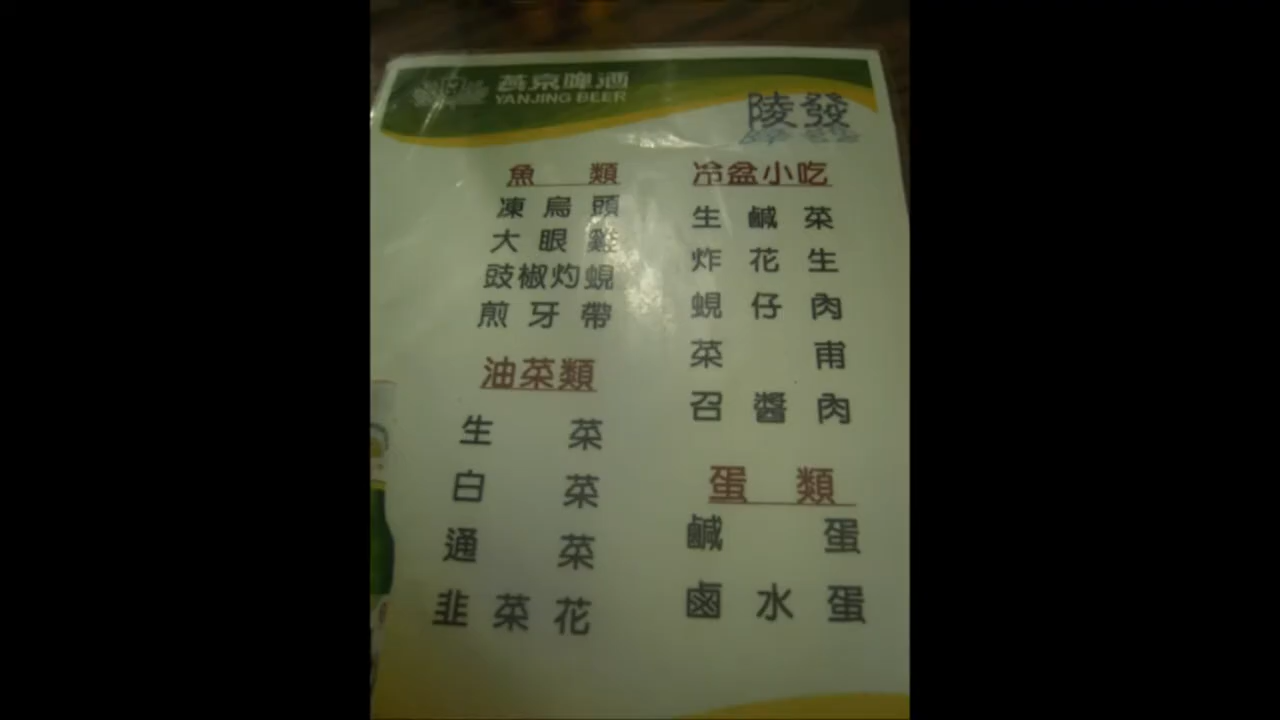 燕京啤酒
YANJING BEER
陵發
魚 類
凍 烏 頭
大 眼 雞
豉椒灼蜆
煎 牙 帶
油菜類
生 菜
白 菜
通 菜
韭 菜 花
冷盆小吃
生 鹹 菜
炸 花 生
蜆 仔 肉
菜 甫
召 醬 肉
蛋 類
鹹 蛋
鹵 水 蛋